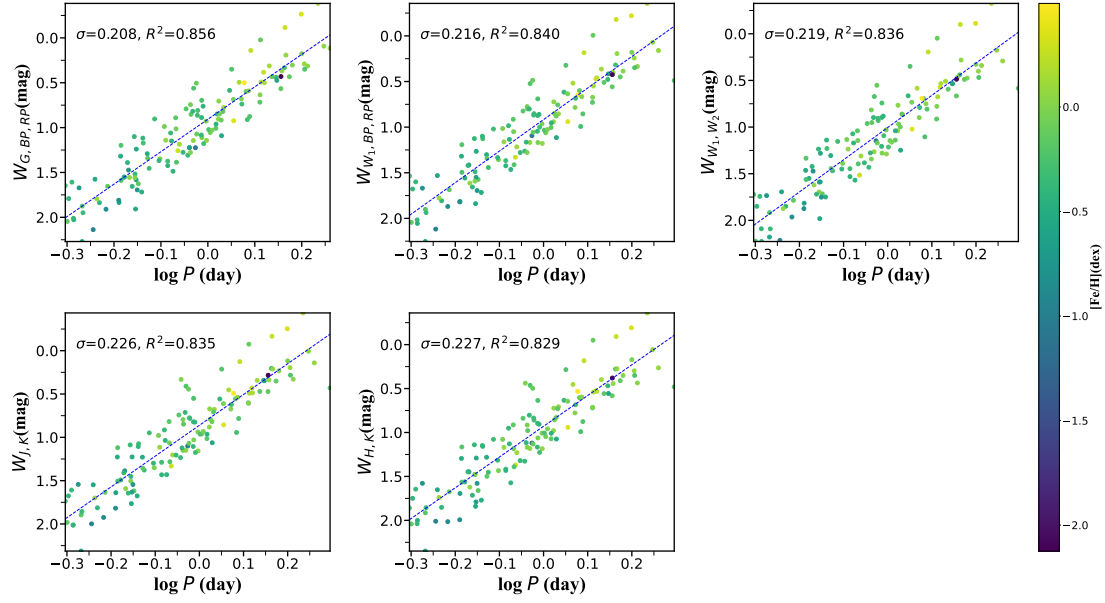 σ=0.208, R²=0.856
0.0
0.5
1.0
1.5
2.0
W_{G, BP, RP}(mag)
−0.3 −0.2 −0.1 0.0 0.1 0.2
log P (day)
σ=0.216, R²=0.840
0.0
0.5
1.0
1.5
2.0
W_{W₁, BP, RP}(mag)
−0.3 −0.2 −0.1 0.0 0.1 0.2
log P (day)
σ=0.219, R²=0.836
0.0
0.5
1.0
1.5
2.0
W_{W₁, W₂}(mag)
−0.3 −0.2 −0.1 0.0 0.1 0.2
log P (day)
σ=0.226, R²=0.835
0.0
0.5
1.0
1.5
2.0
W_{J, K}(mag)
−0.3 −0.2 −0.1 0.0 0.1 0.2
log P (day)
σ=0.227, R²=0.829
0.0
0.5
1.0
1.5
2.0
W_{H, K}(mag)
−0.3 −0.2 −0.1 0.0 0.1 0.2
log P (day)
0.0
−0.5
−1.0
−1.5
−2.0
[Fe/H](dex)